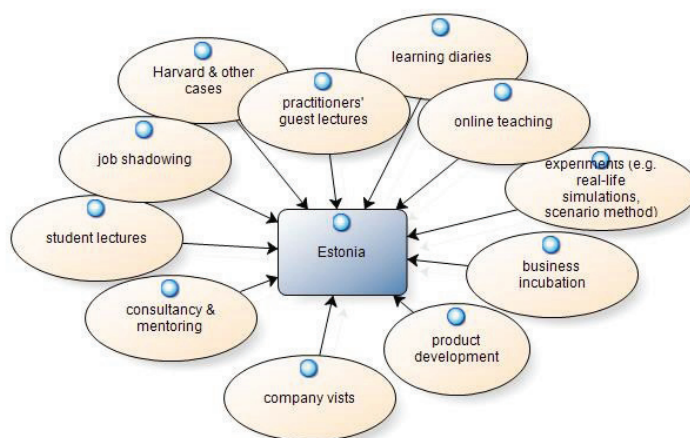 learning diaries
Harvard & other
cases
practitioners'
guest lectures
online teaching
job shadowing
experiments (e.g.
real-life
simulations,
scenario method)
student lectures
Estonia
business
incubation
consultancy &
mentoring
product
development
company vists